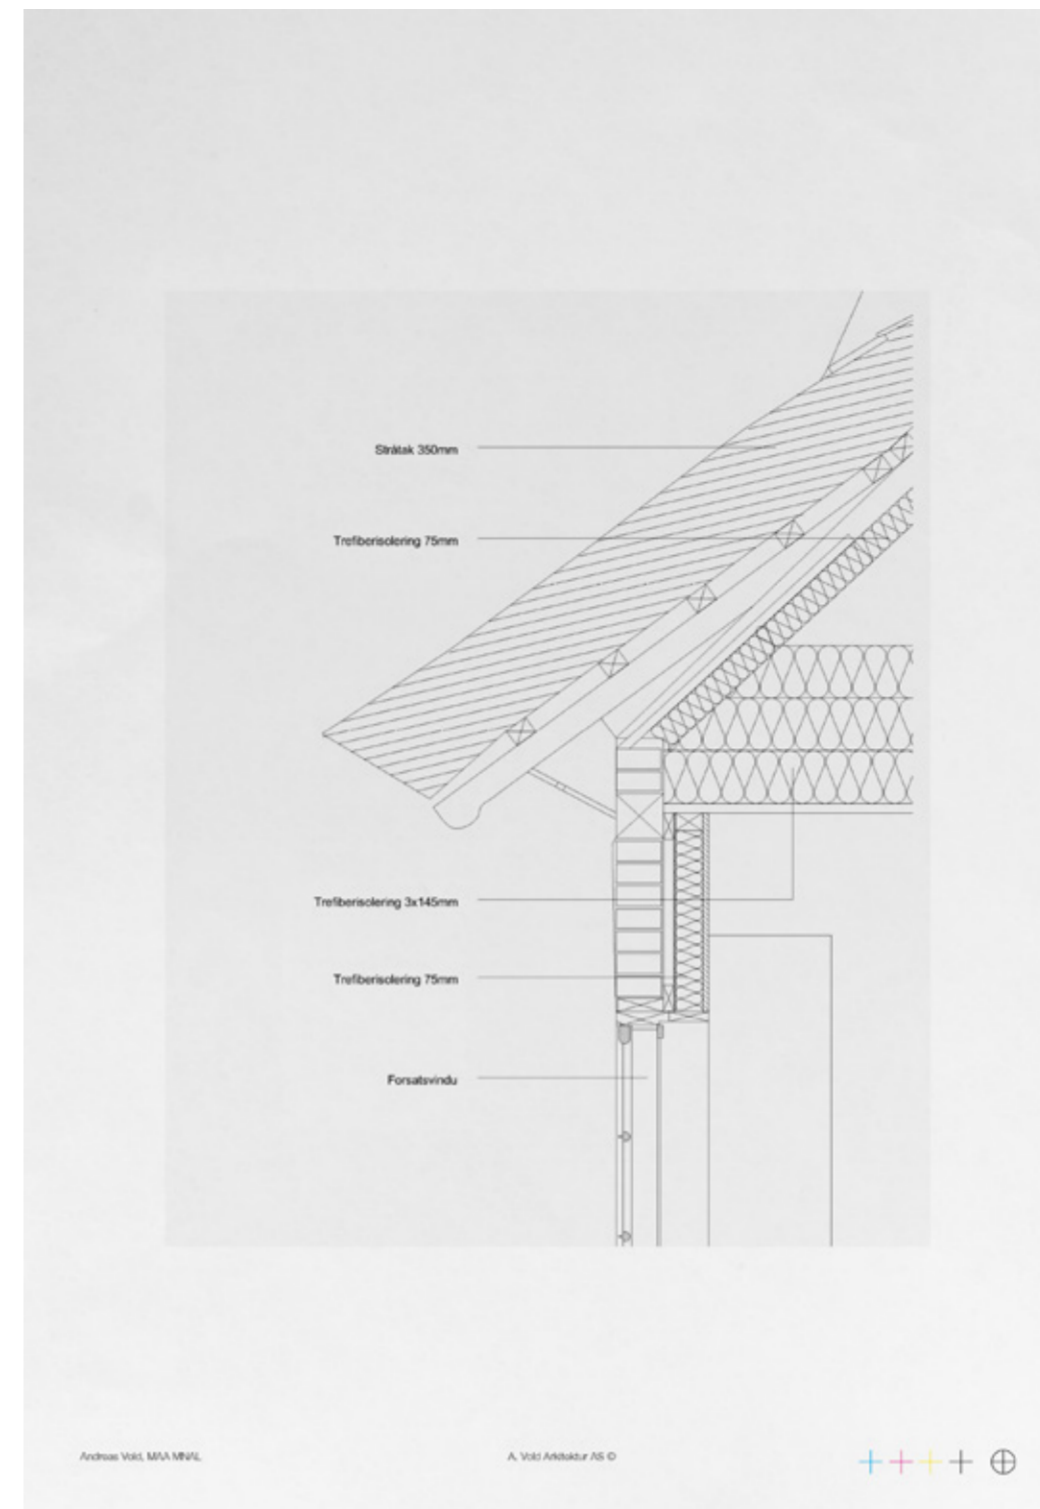 Stråtak 350mm
Trefiberisolering 75mm
Trefiberisolering 3x145mm
Trefiberisolering 75mm
Forsatsvindu
Andreas Vold, MAA MNAL
A. Vold Arkitektur AS ©